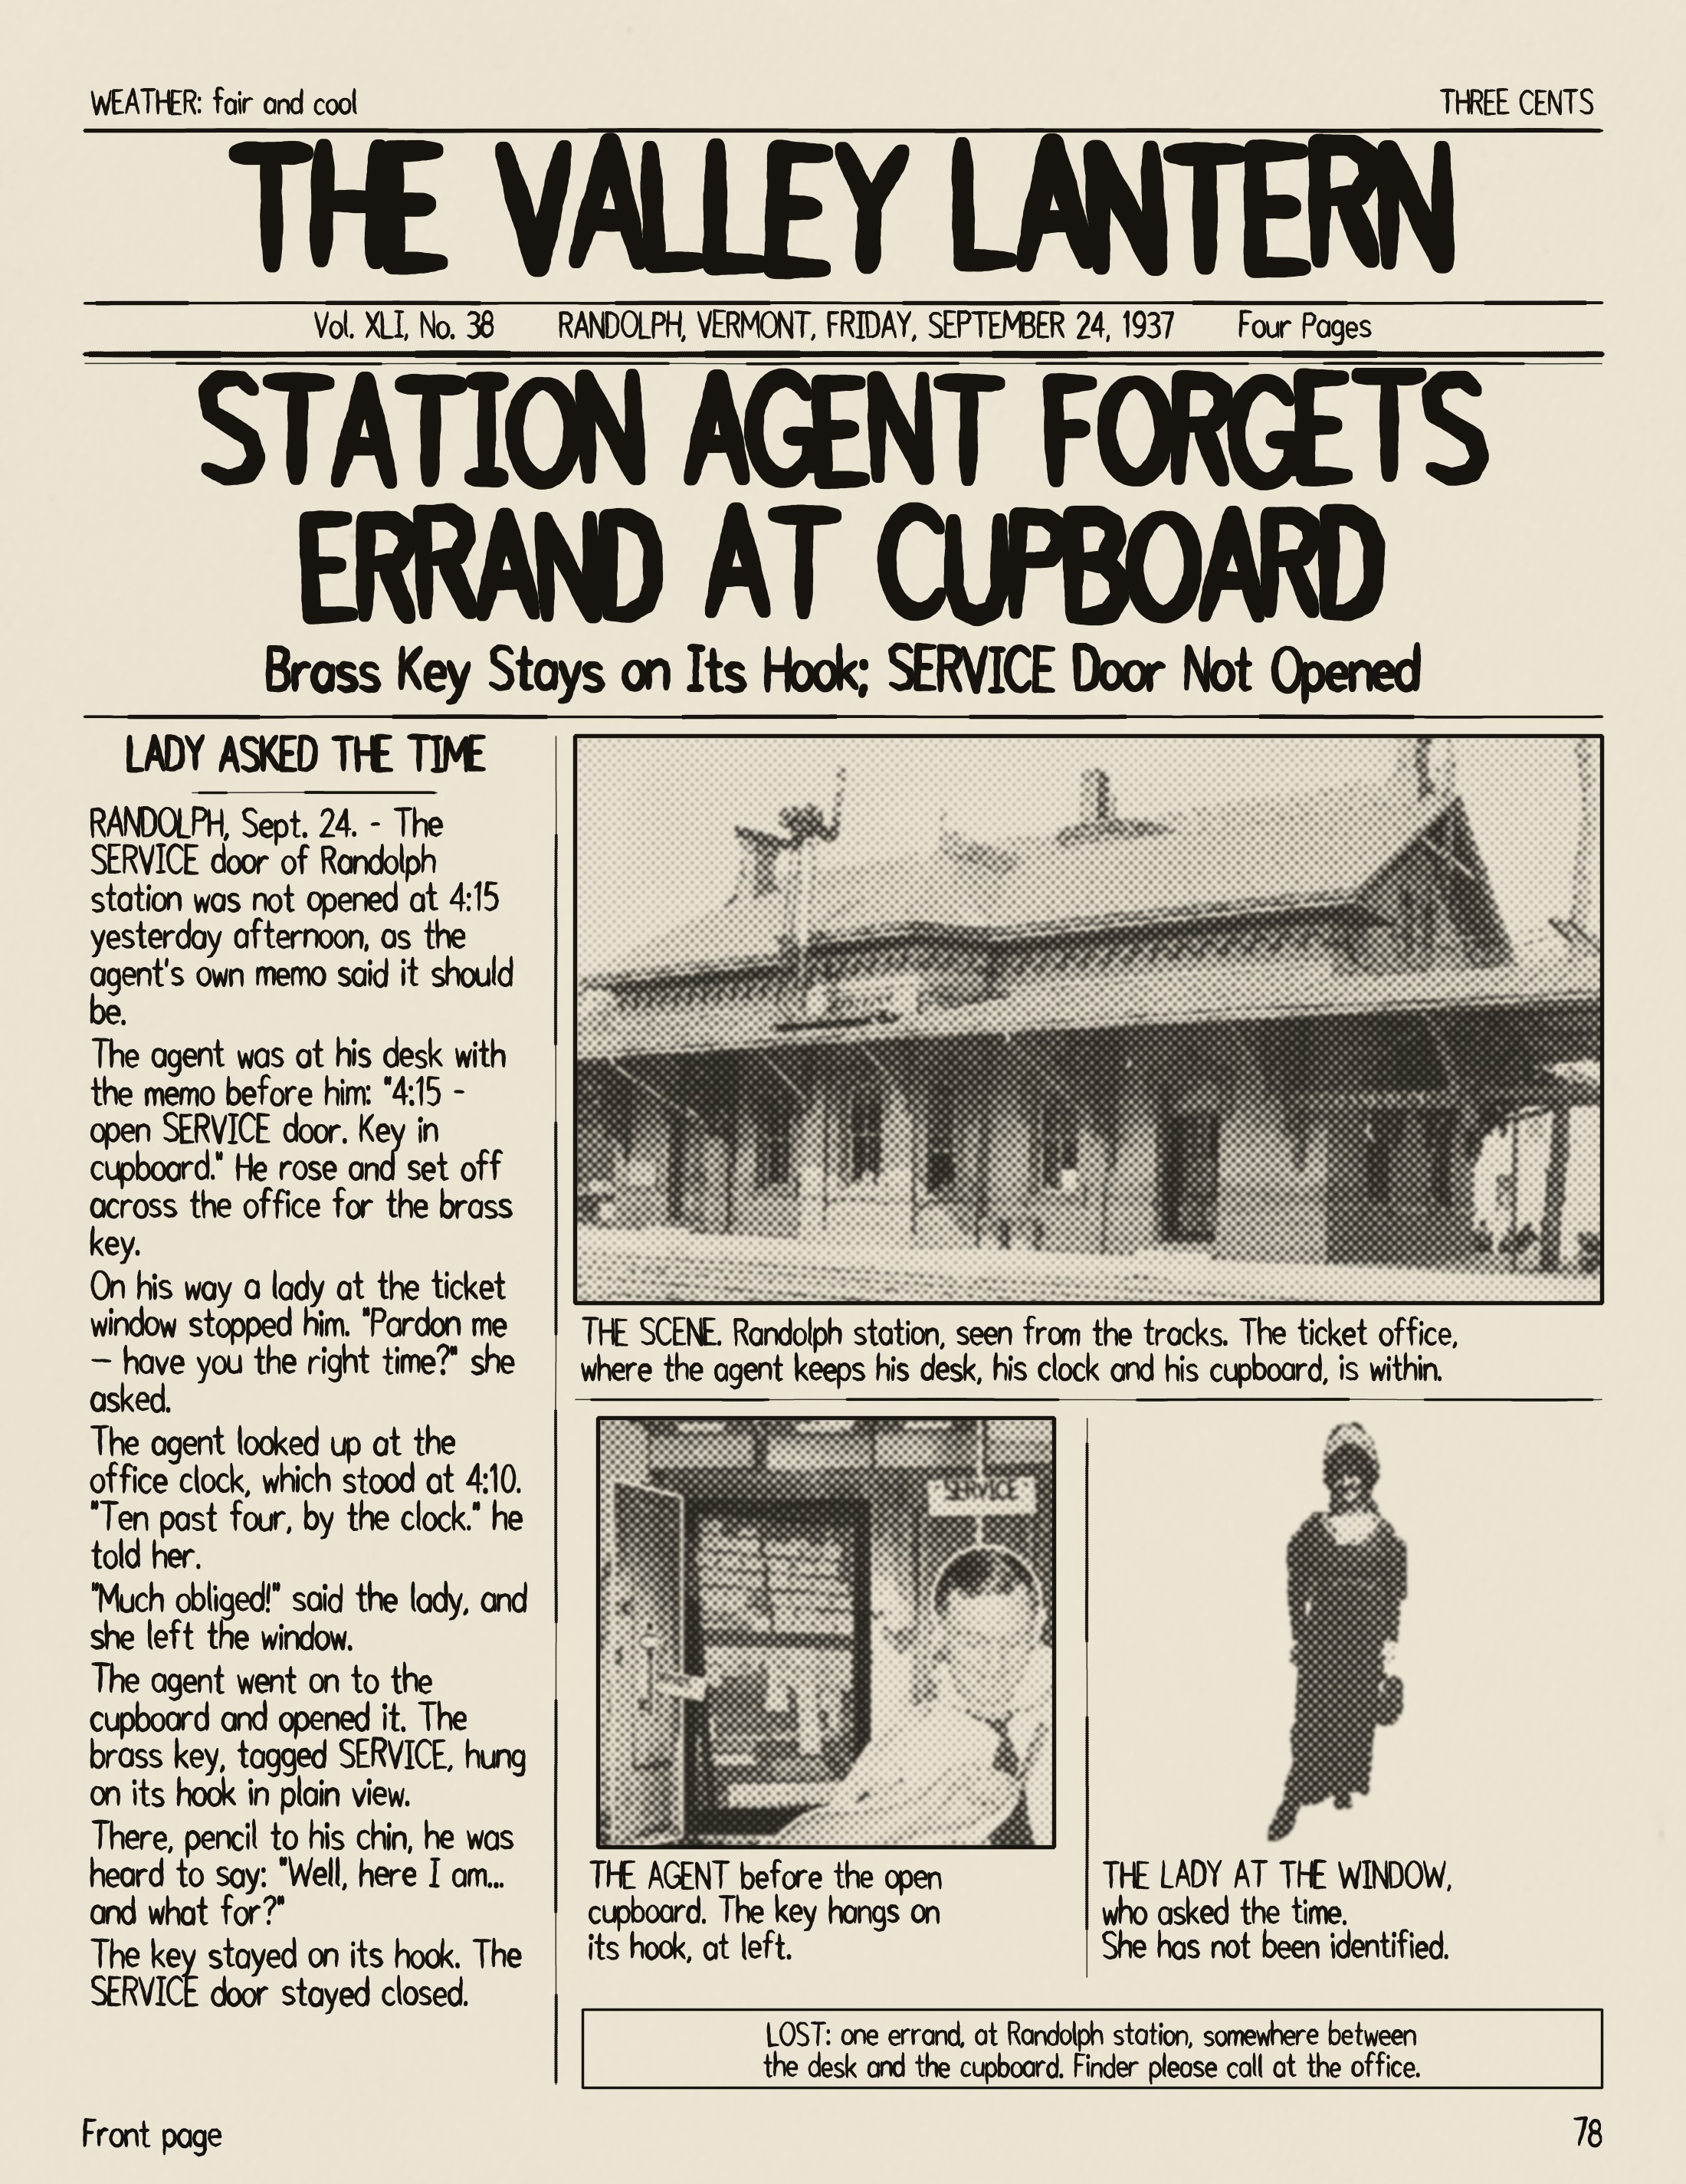 WEATHER: fair and cool
THREE CENTS
THE VALLEY LANTERN
Vol. XLI, No. 38 RANDOLPH, VERMONT, FRIDAY, SEPTEMBER 24, 1937 Four Pages
STATION AGENT FORGETS
ERRAND AT CUPBOARD
Brass Key Stays on Its Hook; SERVICE Door Not Opened
LADY ASKED THE TIME
RANDOLPH, Sept. 24. - The
SERVICE door of Randolph
station was not opened at 4:15
yesterday afternoon, as the
agent's own memo said it should
be.
The agent was at his desk with
the memo before him: "4:15 -
open SERVICE door. Key in
cupboard." He rose and set off
across the office for the brass
key.
On his way a lady at the ticket
window stopped him. "Pardon me
— have you the right time?" she
asked.
The agent looked up at the
office clock, which stood at 4:10.
"Ten past four, by the clock." he
told her.
"Much obliged!" said the lady, and
she left the window.
The agent went on to the
cupboard and opened it. The
brass key, tagged SERVICE, hung
on its hook in plain view.
There, pencil to his chin, he was
heard to say: "Well, here I am...
and what for?"
The key stayed on its hook. The
SERVICE door stayed closed.
THE SCENE. Randolph station, seen from the tracks. The ticket office,
where the agent keeps his desk, his clock and his cupboard, is within.
SERVICE
THE AGENT before the open
cupboard. The key hangs on
its hook, at left.
THE LADY AT THE WINDOW,
who asked the time.
She has not been identified.
LOST: one errand, at Randolph station, somewhere between
the desk and the cupboard. Finder please call at the office.
Front page
78